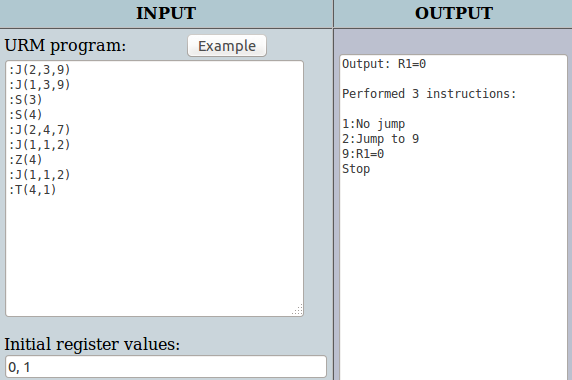 INPUT
OUTPUT
URM program:
Example
:J(2,3,9)
:J(1,3,9)
:S(3)
:S(4)
:J(2,4,7)
:J(1,1,2)
:Z(4)
:J(1,1,2)
:T(4,1)
Initial register values:
0, 1
Output: R1=0
Performed 3 instructions:
1:No jump
2:Jump to 9
9:R1=0
Stop